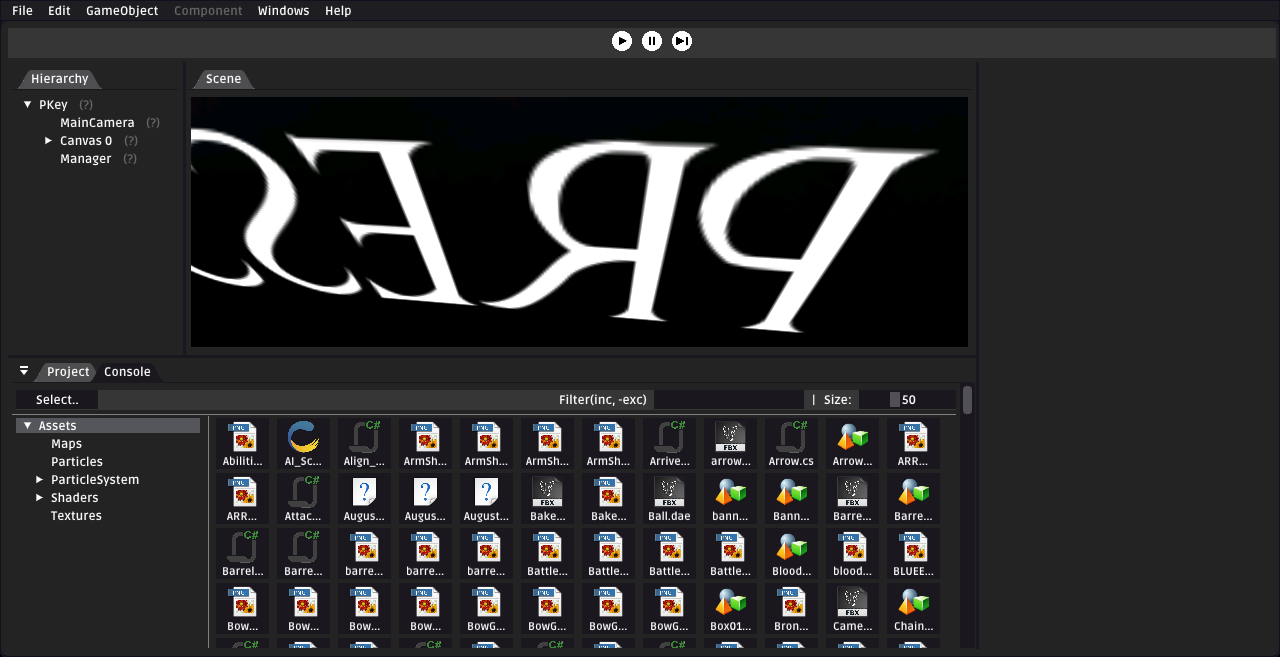 File Edit GameObject Component Windows Help
Hierarchy
PKey (?)
MainCamera (?)
Canvas 0 (?)
Manager (?)
Scene
PRES
Project Console
Select.. Filter(inc, -exc) | Size: 50
Assets
Maps
Particles
ParticleSystem
Shaders
Textures
Abiliti... AI_Sc... Align_... ArmSh... ArmSh... ArmSh... ArmSh... Arrive... arrow... Arrow.cs Arrow... ARR...
ARR... Attac... Augus... Augus... August... Bake... Bake... Ball.dae bann... Bann... Barre... Barre...
Barrel... Barre... barre... barre... barre... Battle... Battle... Battle... Battle... Blood... blood... BLUEE...
Bow... Bow... Bow... Bow... BowG... BowG... BowG... BowG... Box01... Bron... Came... Chain...